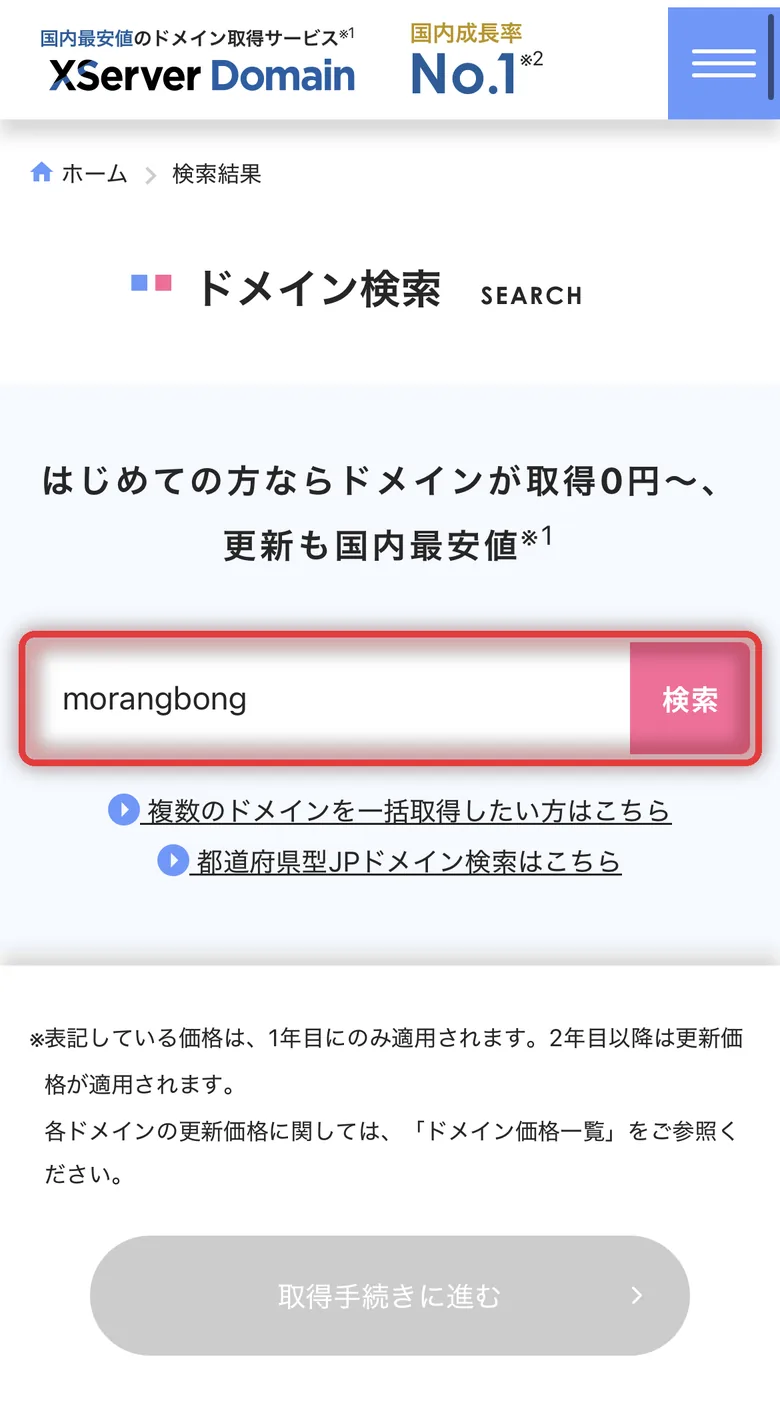 国内最安値のドメイン取得サービス※1
XServer Domain
国内成長率
No.1※2
ホーム
検索結果
ドメイン検索 SEARCH
はじめての方ならドメインが取得0円〜、
更新も国内最安値※1
morangbong
検索
複数のドメインを一括取得したい方はこちら
都道府県型JPドメイン検索はこちら
※表記している価格は、1年目にのみ適用されます。2年目以降は更新価
格が適用されます。
各ドメインの更新価格に関しては、「ドメイン価格一覧」をご参照く
ださい。
取得手続きに進む